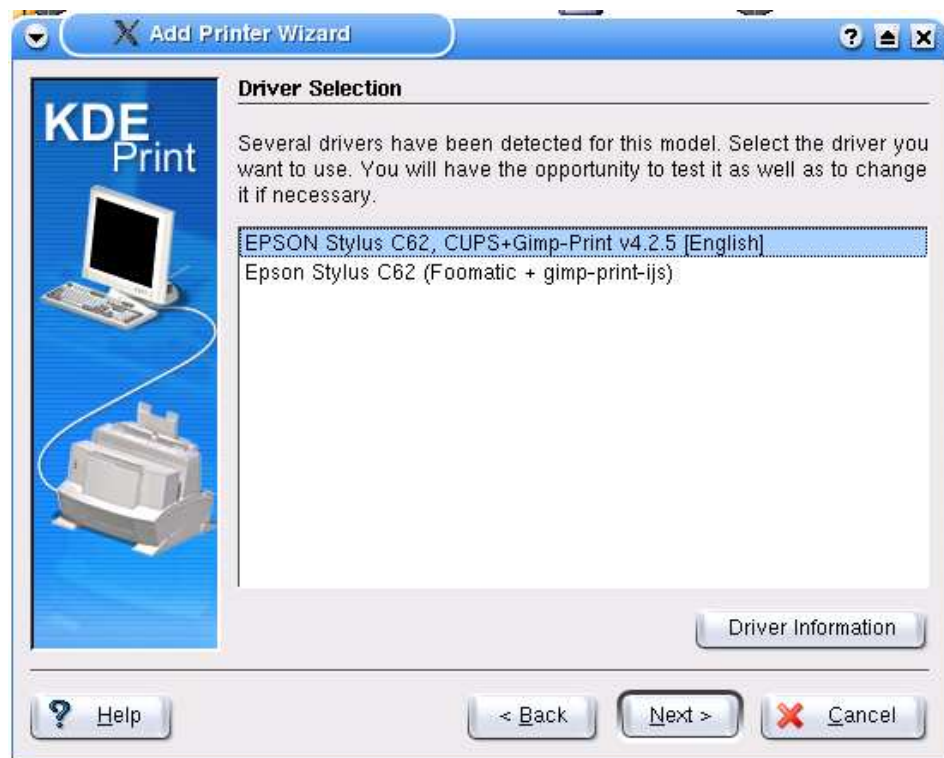 Add Printer Wizard
KDE
Print
Driver Selection
Several drivers have been detected for this model. Select the driver you
want to use. You will have the opportunity to test it as well as to change
it if necessary.
EPSON Stylus C62, CUPS+Gimp-Print v4.2.5 [English]
Epson Stylus C62 (Foomatic + gimp-print-ijs)
Driver Information
? Help
< Back
Next >
Cancel